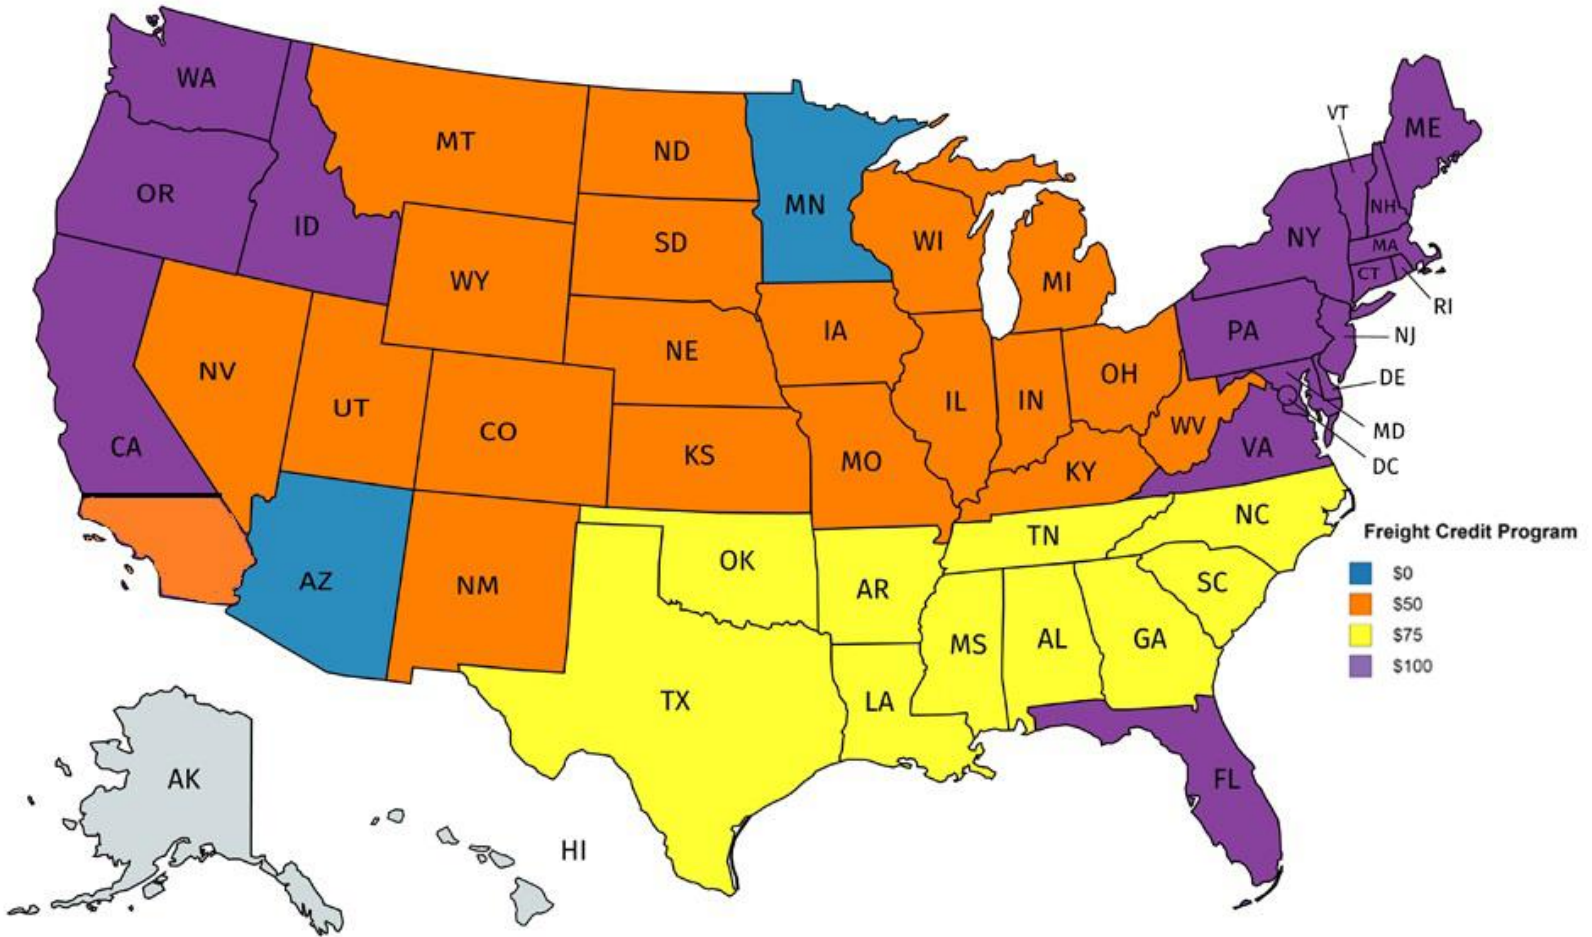 WA
MT
ND
VT
ME
OR
MN
ID
NH
SD
WI
NY
MA
WY
MI
CT
RI
IA
PA
NJ
NE
NV
OH
DE
UT
IL
IN
CO
WV
MD
CA
KS
MO
KY
VA
DC
NC
TN
Freight Credit Program
OK
$0
AZ
NM
AR
SC
$50
MS
AL
GA
$75
$100
TX
LA
AK
FL
HI